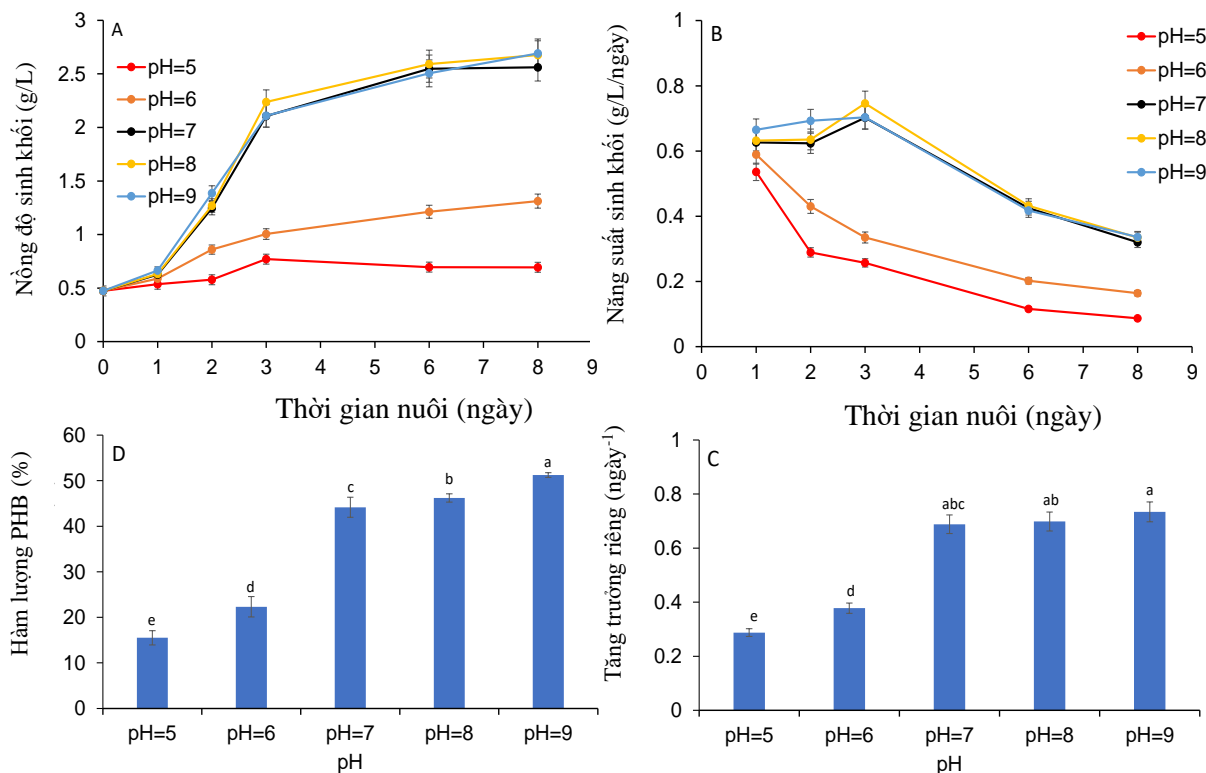 A
Nồng độ sinh khối (g/L)
3
2.5
2
1.5
1
0.5
0
pH=5
pH=6
pH=7
pH=8
pH=9
0 1 2 3 4 5 6 7 8 9
Thời gian nuôi (ngày)
B
Năng suất sinh khối (g/L/ngày)
1
0.8
0.6
0.4
0.2
0
pH=5
pH=6
pH=7
pH=8
pH=9
0 1 2 3 4 5 6 7 8 9
Thời gian nuôi (ngày)
D
Hàm lượng PHB (%)
60
50
40
30
20
10
0
e d c b a
pH=5 pH=6 pH=7 pH=8 pH=9
pH
C
Tăng trưởng riêng (ngày⁻¹)
1
0.8
0.6
0.4
0.2
0
e d abc ab a
pH=5 pH=6 pH=7 pH=8 pH=9
pH